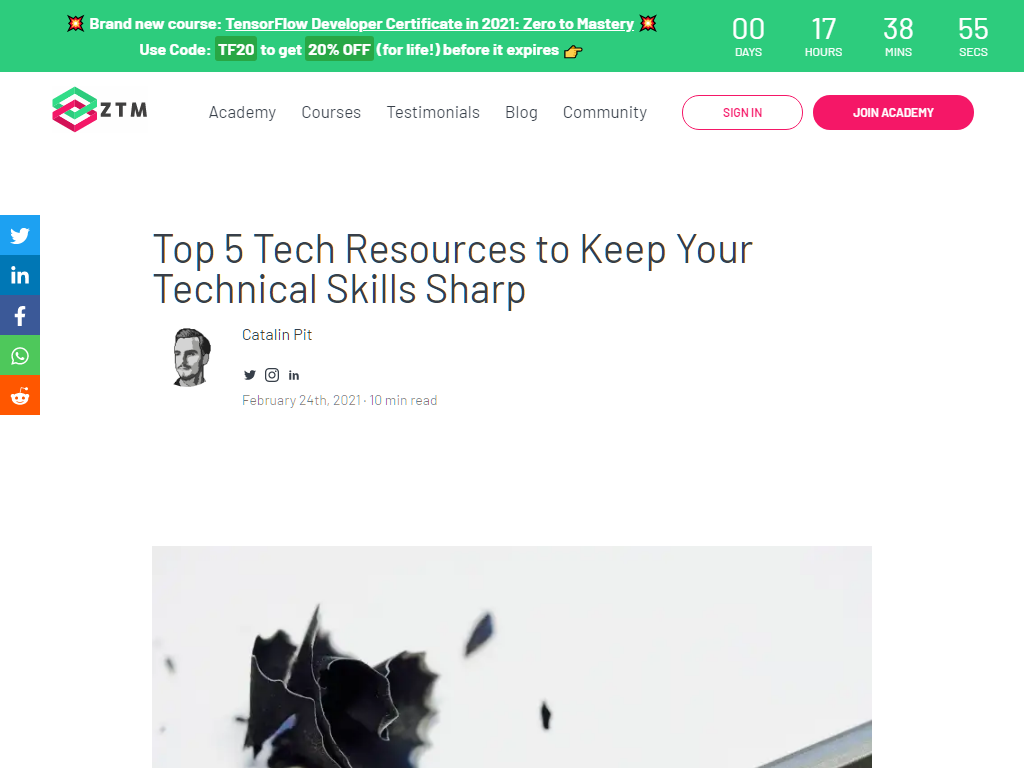 💥 Brand new course: TensorFlow Developer Certificate in 2021: Zero to Mastery 💥
Use Code: TF20 to get 20% OFF (for life!) before it expires 👉
00 17 38 55
DAYS HOURS MINS SECS
ZTM
Academy Courses Testimonials Blog Community SIGN IN JOIN ACADEMY
Top 5 Tech Resources to Keep Your
Technical Skills Sharp
Catalin Pit
February 24th, 2021 · 10 min read